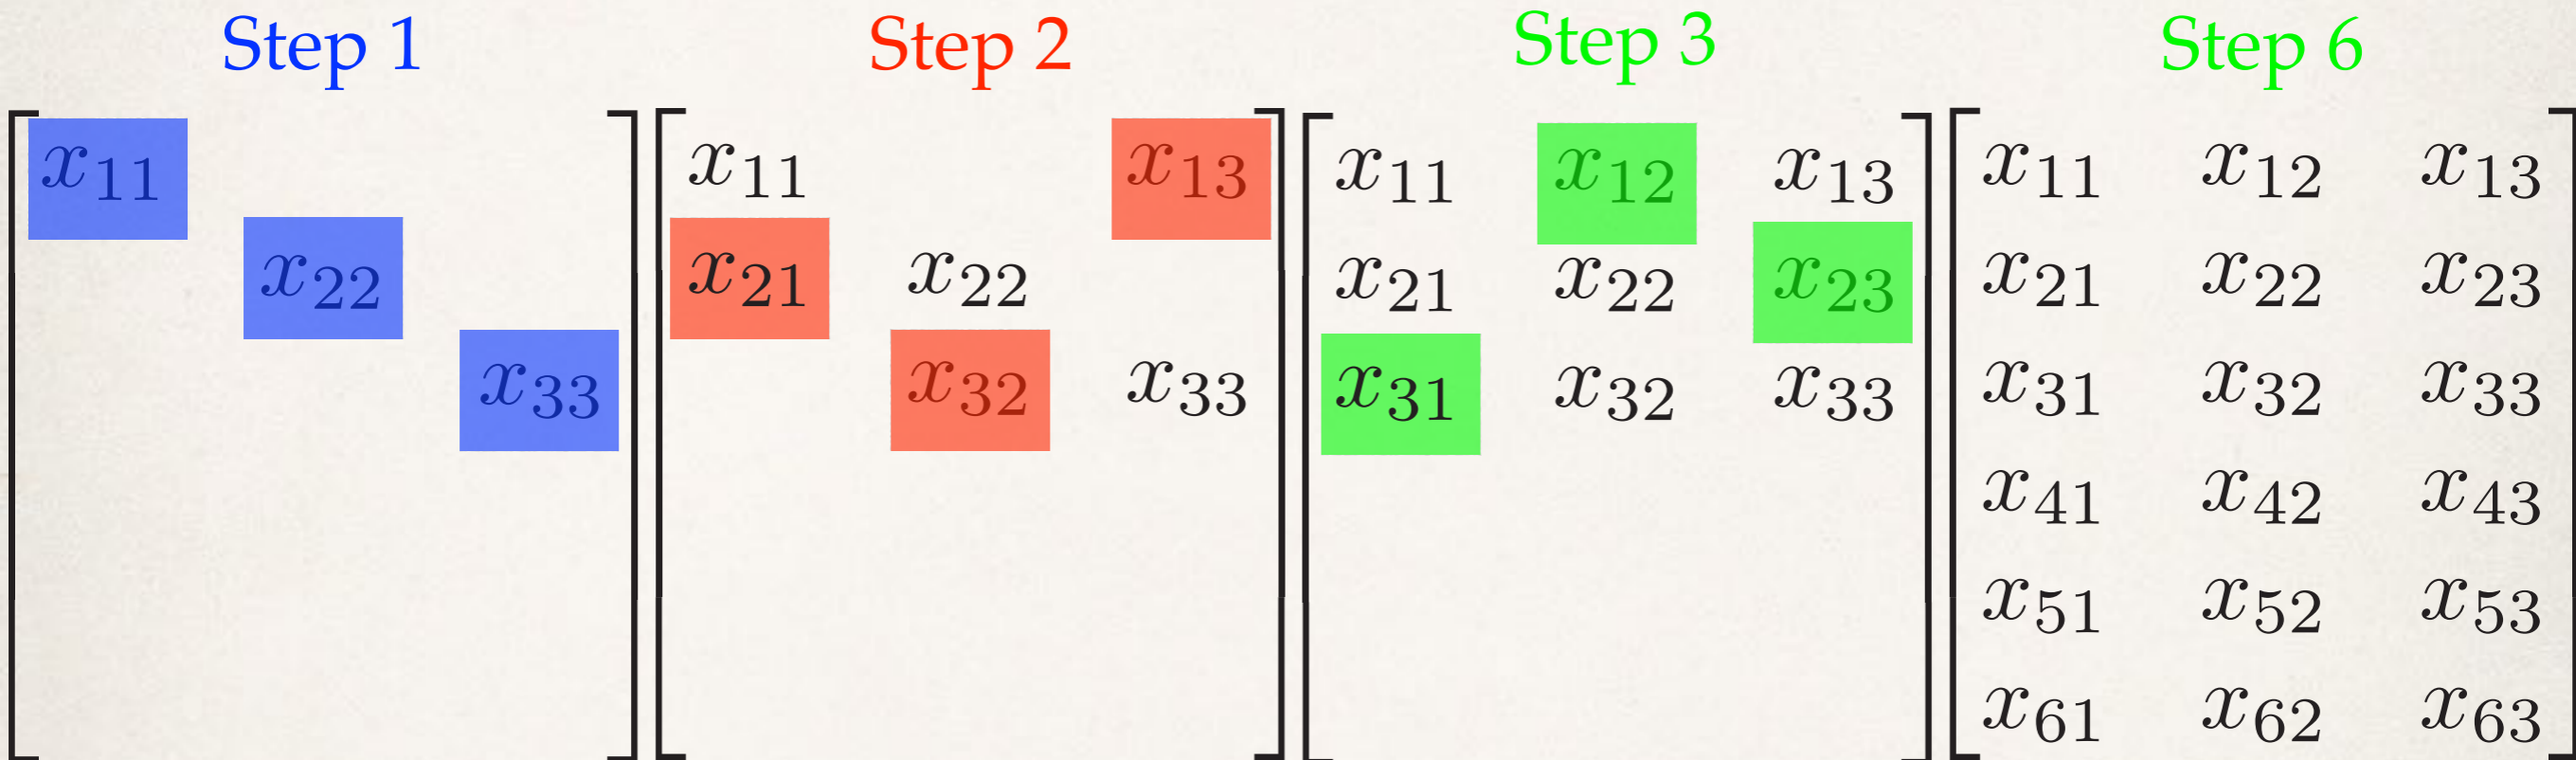 Step 1 Step 2 Step 3 Step 6
x₁₁ x₁₁ x₁₃ x₁₁ x₁₂ x₁₃ x₁₁ x₁₂ x₁₃
x₂₂ x₂₁ x₂₂ x₂₁ x₂₂ x₂₃ x₂₁ x₂₂ x₂₃
x₃₃ x₃₂ x₃₃ x₃₁ x₃₂ x₃₃ x₃₁ x₃₂ x₃₃
x₄₁ x₄₂ x₄₃
x₅₁ x₅₂ x₅₃
x₆₁ x₆₂ x₆₃